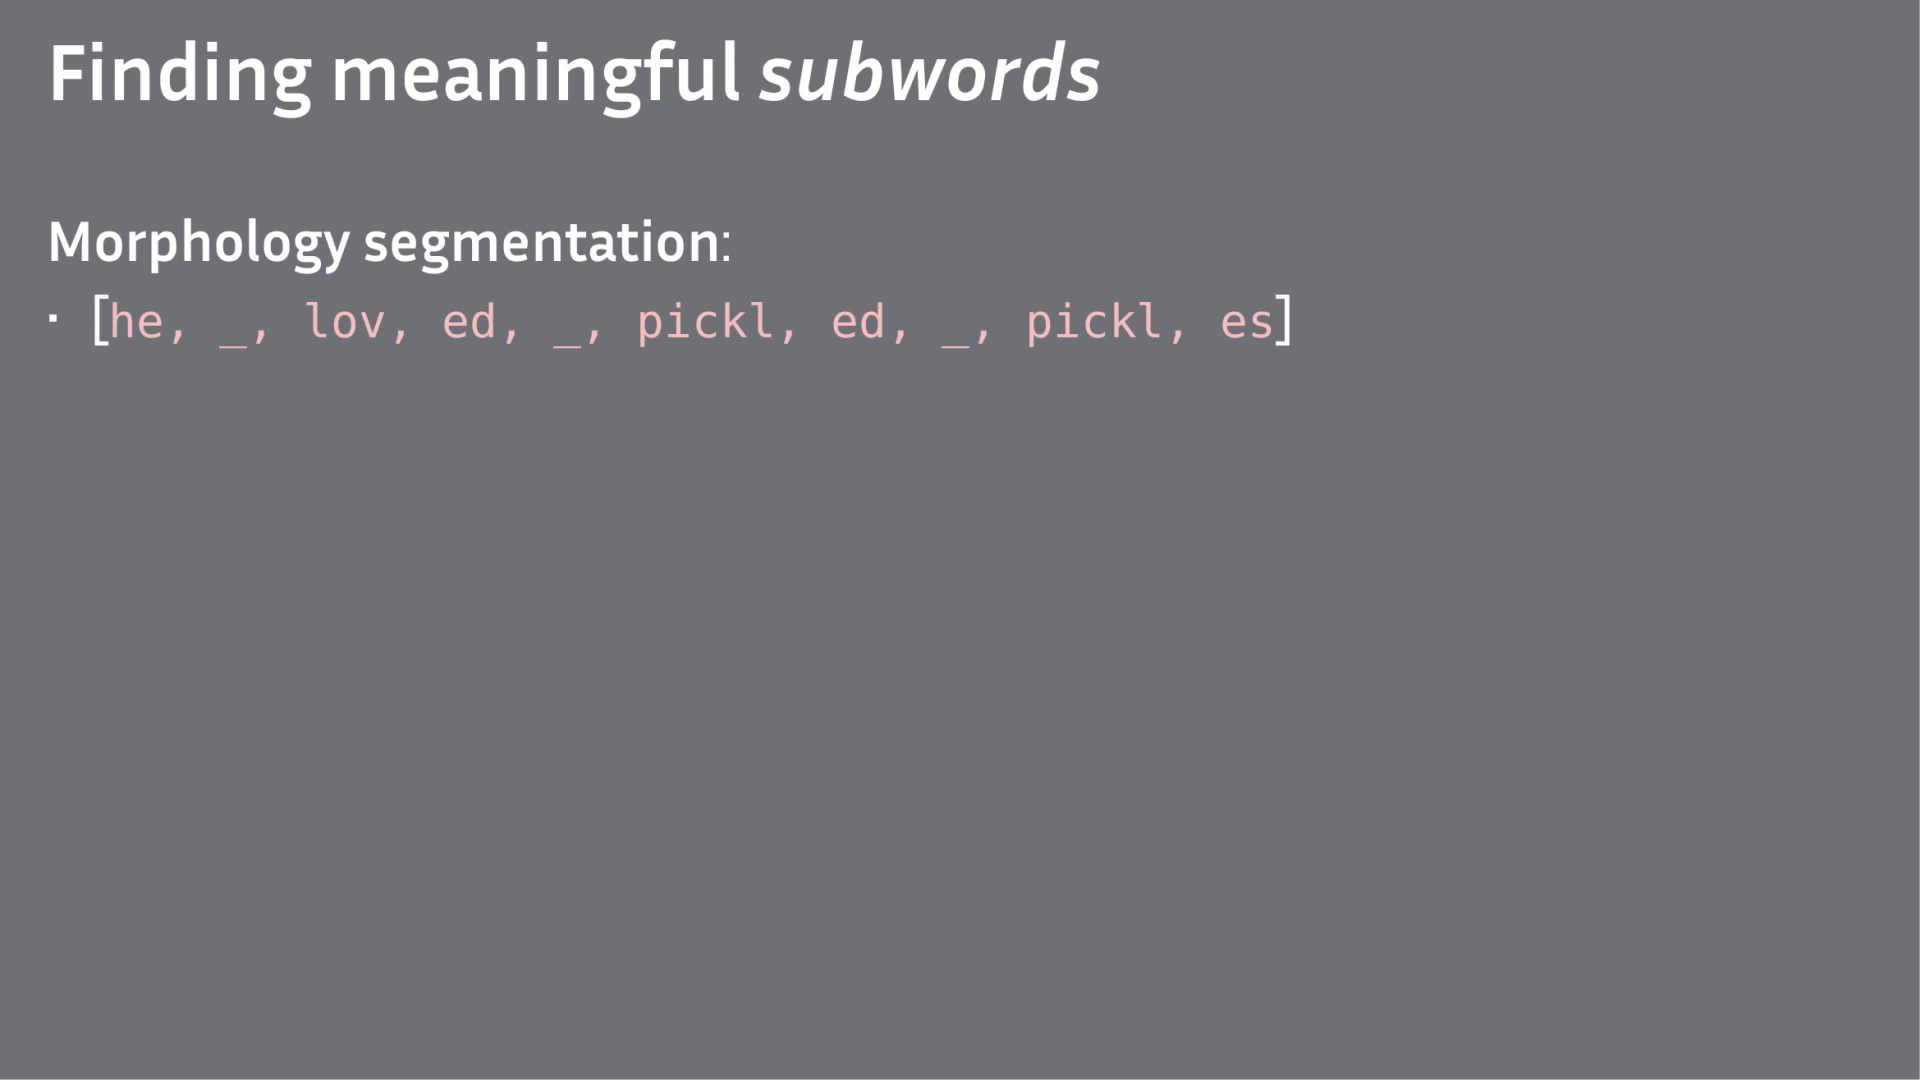 Finding meaningful subwords
Morphology segmentation:
▪ [he, _, lov, ed, _, pickl, ed, _, pickl, es]